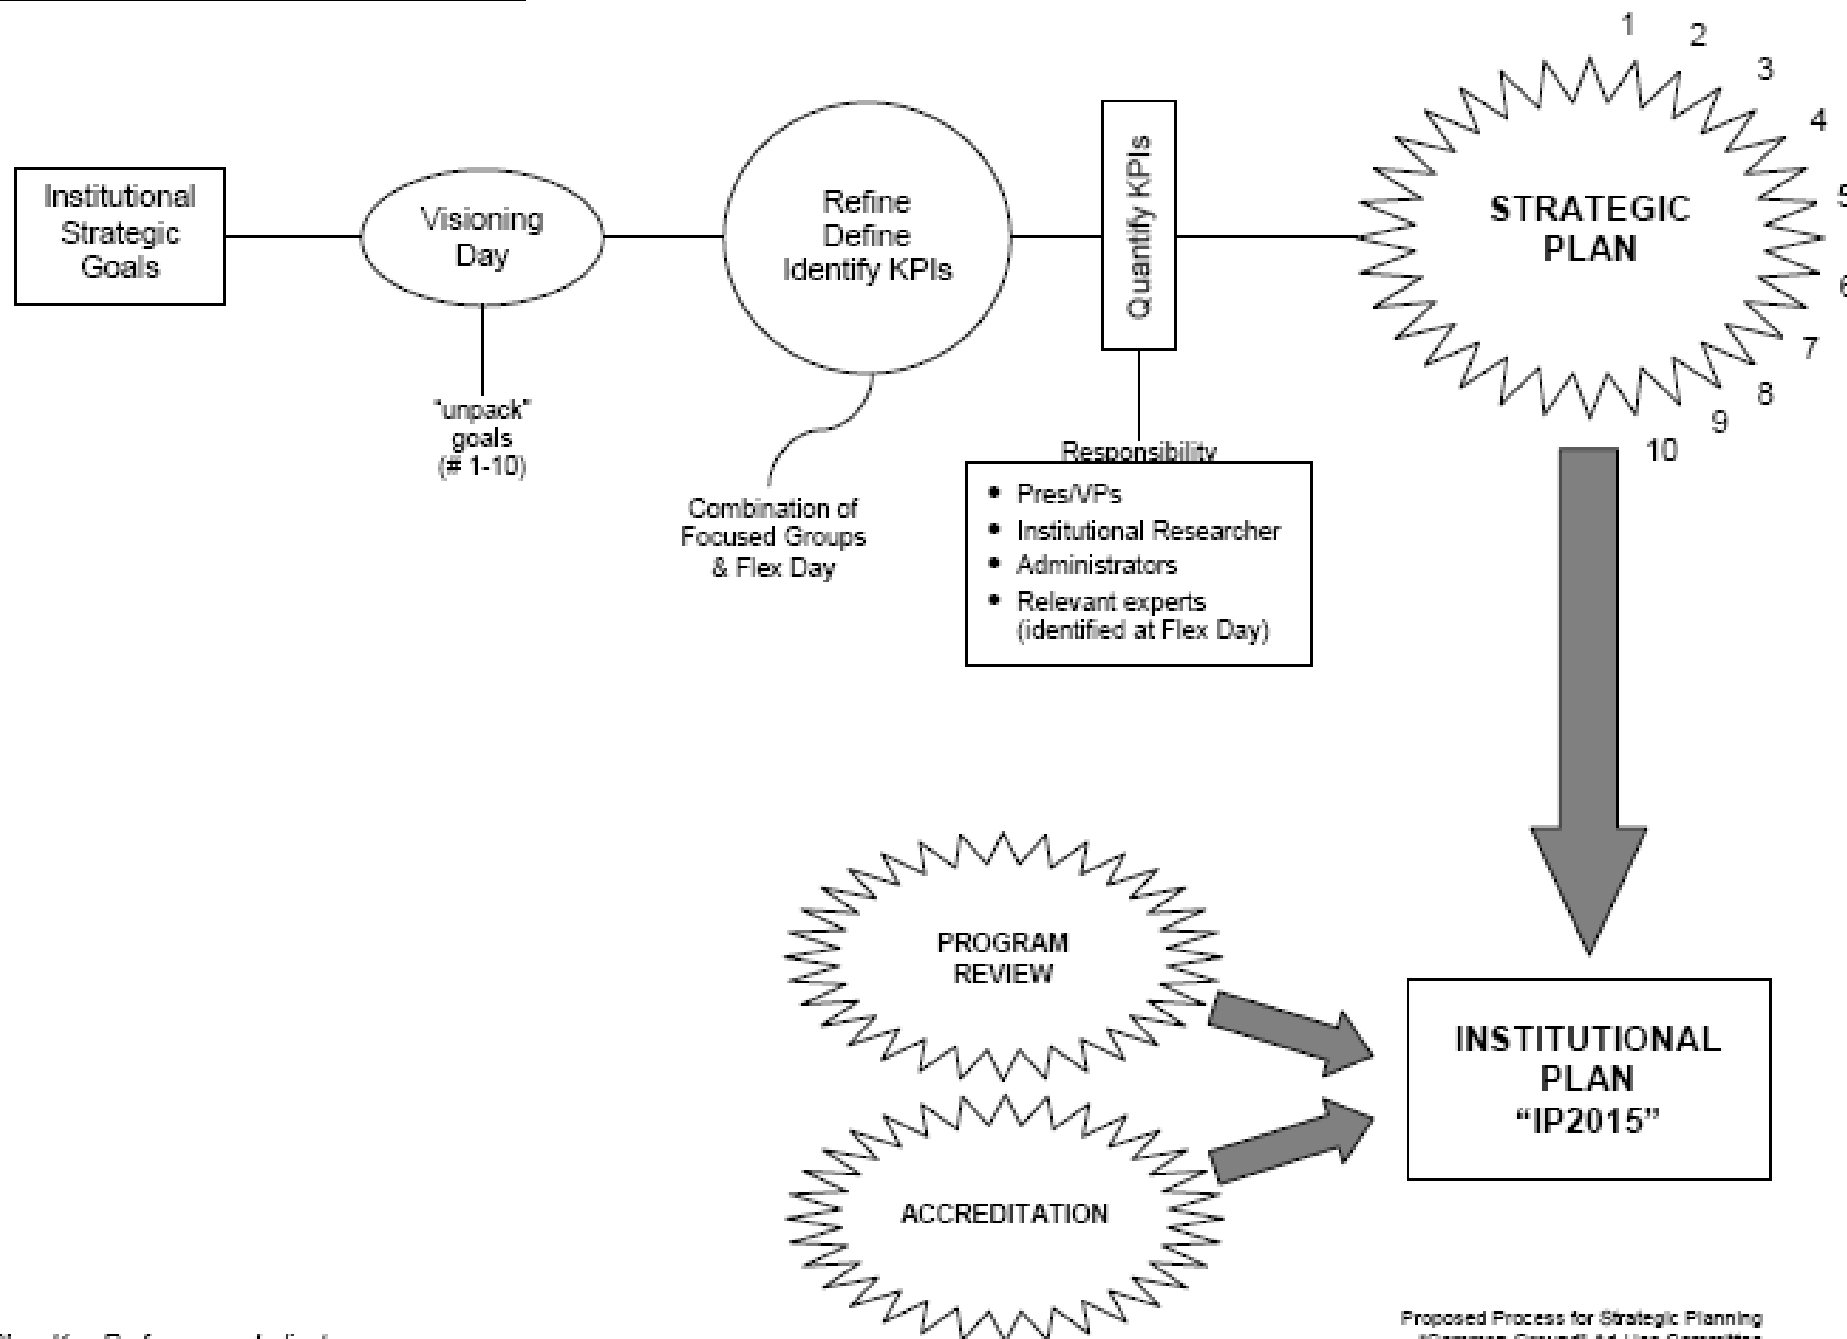 1
2
3
4
5
6
7
8
9
10
Institutional
Strategic
Goals
Visioning
Day
Refine
Define
Identify KPIs
Quantify KPIs
STRATEGIC
PLAN
"unpack"
goals
(# 1-10)
Combination of
Focused Groups
& Flex Day
Responsibility
• Pres/VPs
• Institutional Researcher
• Administrators
• Relevant experts
(identified at Flex Day)
PROGRAM
REVIEW
ACCREDITATION
INSTITUTIONAL
PLAN
“IP2015”
Proposed Process for Strategic Planning